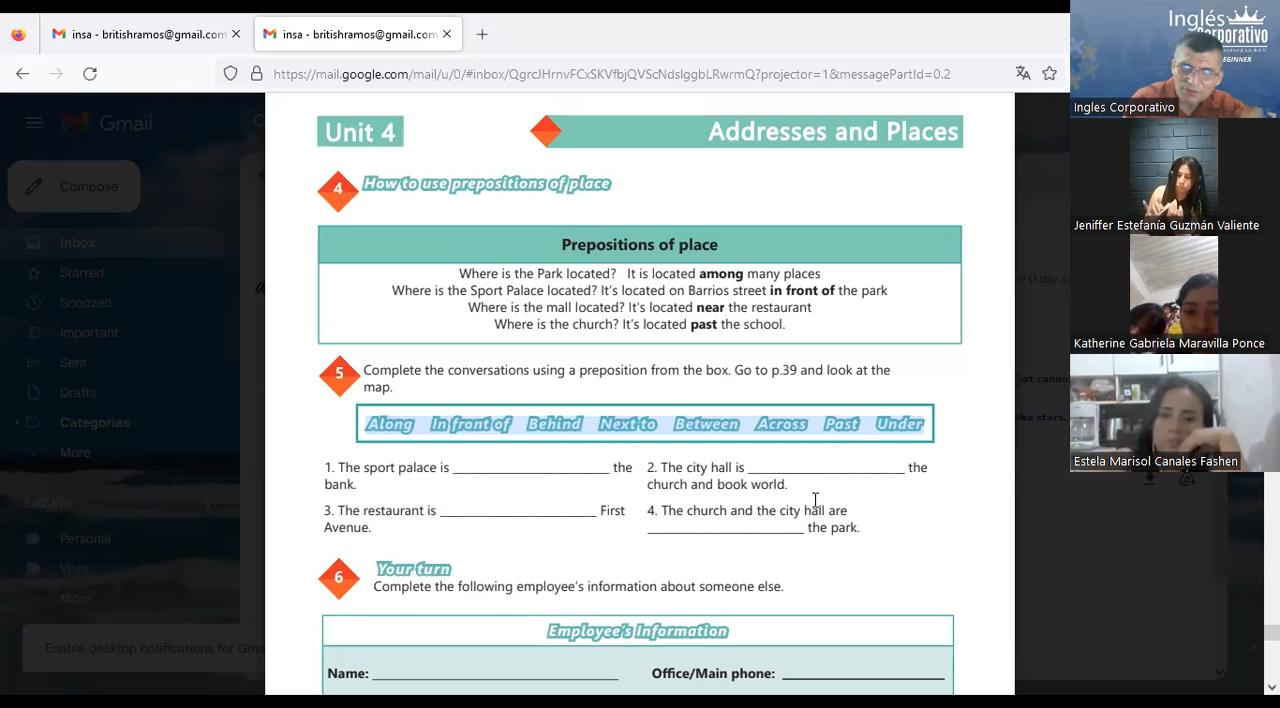 insa - britishramos@gmail.com
insa - britishramos@gmail.com
https://mail.google.com/mail/u/0/#inbox/QgrcJHrnvFCxSKVfbjQVScNdslggbLRwrmQ?projector=1&messagePartId=0.2
Gmail
Compose
Inbox
Starred
Snoozed
Important
Sent
Drafts
Categories
More
Labels
Personal
Viajs
More
Enable desktop notifications for Gma
Unit 4
Addresses and Places
4 How to use prepositions of place
Prepositions of place
Where is the Park located? It is located among many places
Where is the Sport Palace located? It's located on Barrios street in front of the park
Where is the mall located? It's located near the restaurant
Where is the church? It's located past the school.
5 Complete the conversations using a preposition from the box. Go to p.39 and look at the
map.
Along In front of Behind Next to Between Across Past Under
1. The sport palace is ______________________ the
bank.
2. The city hall is ______________________ the
church and book world.
3. The restaurant is ______________________ First
Avenue.
4. The church and the city hall are
______________________ the park.
6 Your turn
Complete the following employee's information about someone else.
Employee's Information
Name: ______________________ Office/Main phone: ______________________
Inglés
Corporativo
Ingles Corporativo
Jeniffer Estefanía Guzmán Valiente
Katherine Gabriela Maravilla Ponce
Estela Marisol Canales Fashen